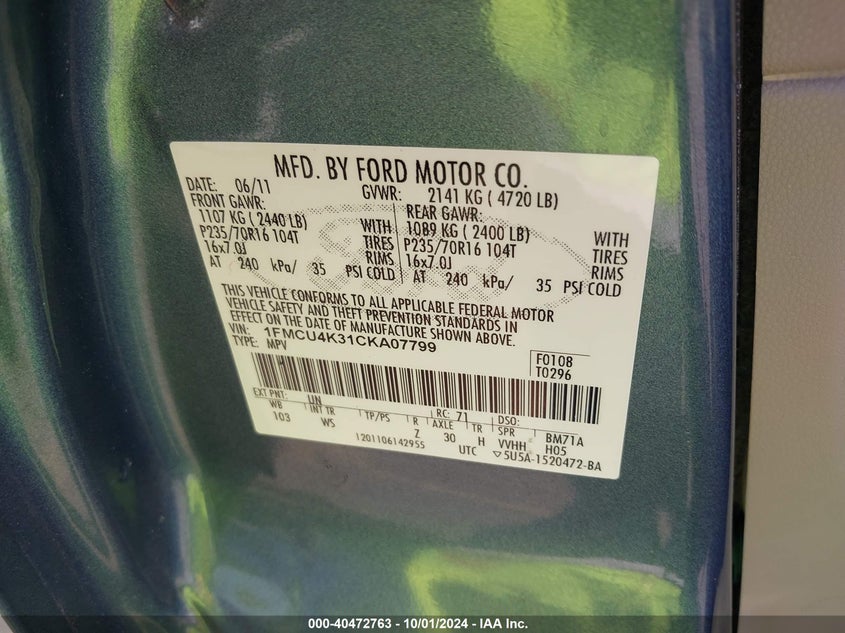 MFD. BY FORD MOTOR CO.
DATE: 06/11 GVWR: 2141 KG ( 4720 LB)
FRONT GAWR: REAR GAWR:
1107 KG ( 2440 LB) WITH 1089 KG ( 2400 LB) WITH
P235/70R16 104T TIRES P235/70R16 104T TIRES
16x7.0J RIMS 16x7.0J RIMS
AT 240 kPa/ 35 PSI COLD AT 240 kPa/ 35 PSI COLD
THIS VEHICLE CONFORMS TO ALL APPLICABLE FEDERAL MOTOR
VEHICLE SAFETY AND THEFT PREVENTION STANDARDS IN
EFFECT ON THE DATE OF MANUFACTURE SHOWN ABOVE.
VIN: 1FMCU4K31CKA07799
TYPE: MPV
F0108
T0296
EXT PNT: UN RC: 71 DSO:
WB INT TR TP/PS R AXLE TR SPR BM71A
103 WS Z 30 H VVHH H05
1201106142955 UTC ▽5U5A-1520472-BA
000-40472763 - 10/01/2024 - IAA Inc.